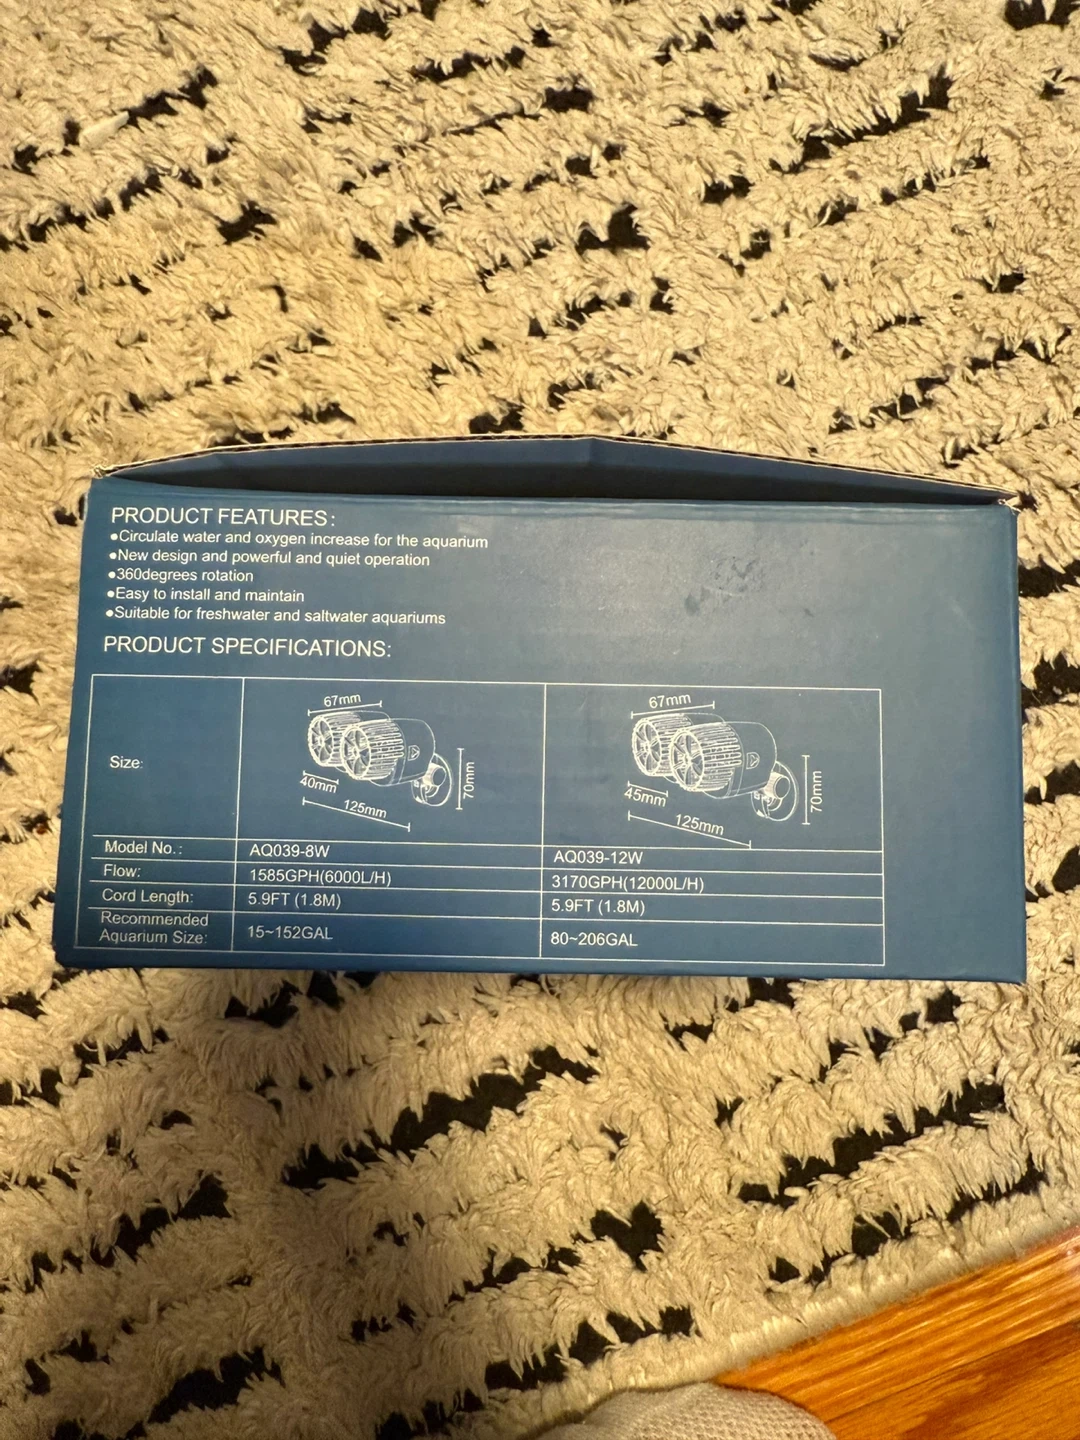 PRODUCT FEATURES:
●Circulate water and oxygen increase for the aquarium
●New design and powerful and quiet operation
●360degrees rotation
●Easy to install and maintain
●Suitable for freshwater and saltwater aquariums
PRODUCT SPECIFICATIONS:
67mm 67mm
Size:
40mm 70mm 45mm 70mm
125mm 125mm
Model No.: AQ039-8W AQ039-12W
Flow: 1585GPH(6000L/H) 3170GPH(12000L/H)
Cord Length: 5.9FT (1.8M) 5.9FT (1.8M)
Recommended
Aquarium Size: 15~152GAL 80~206GAL